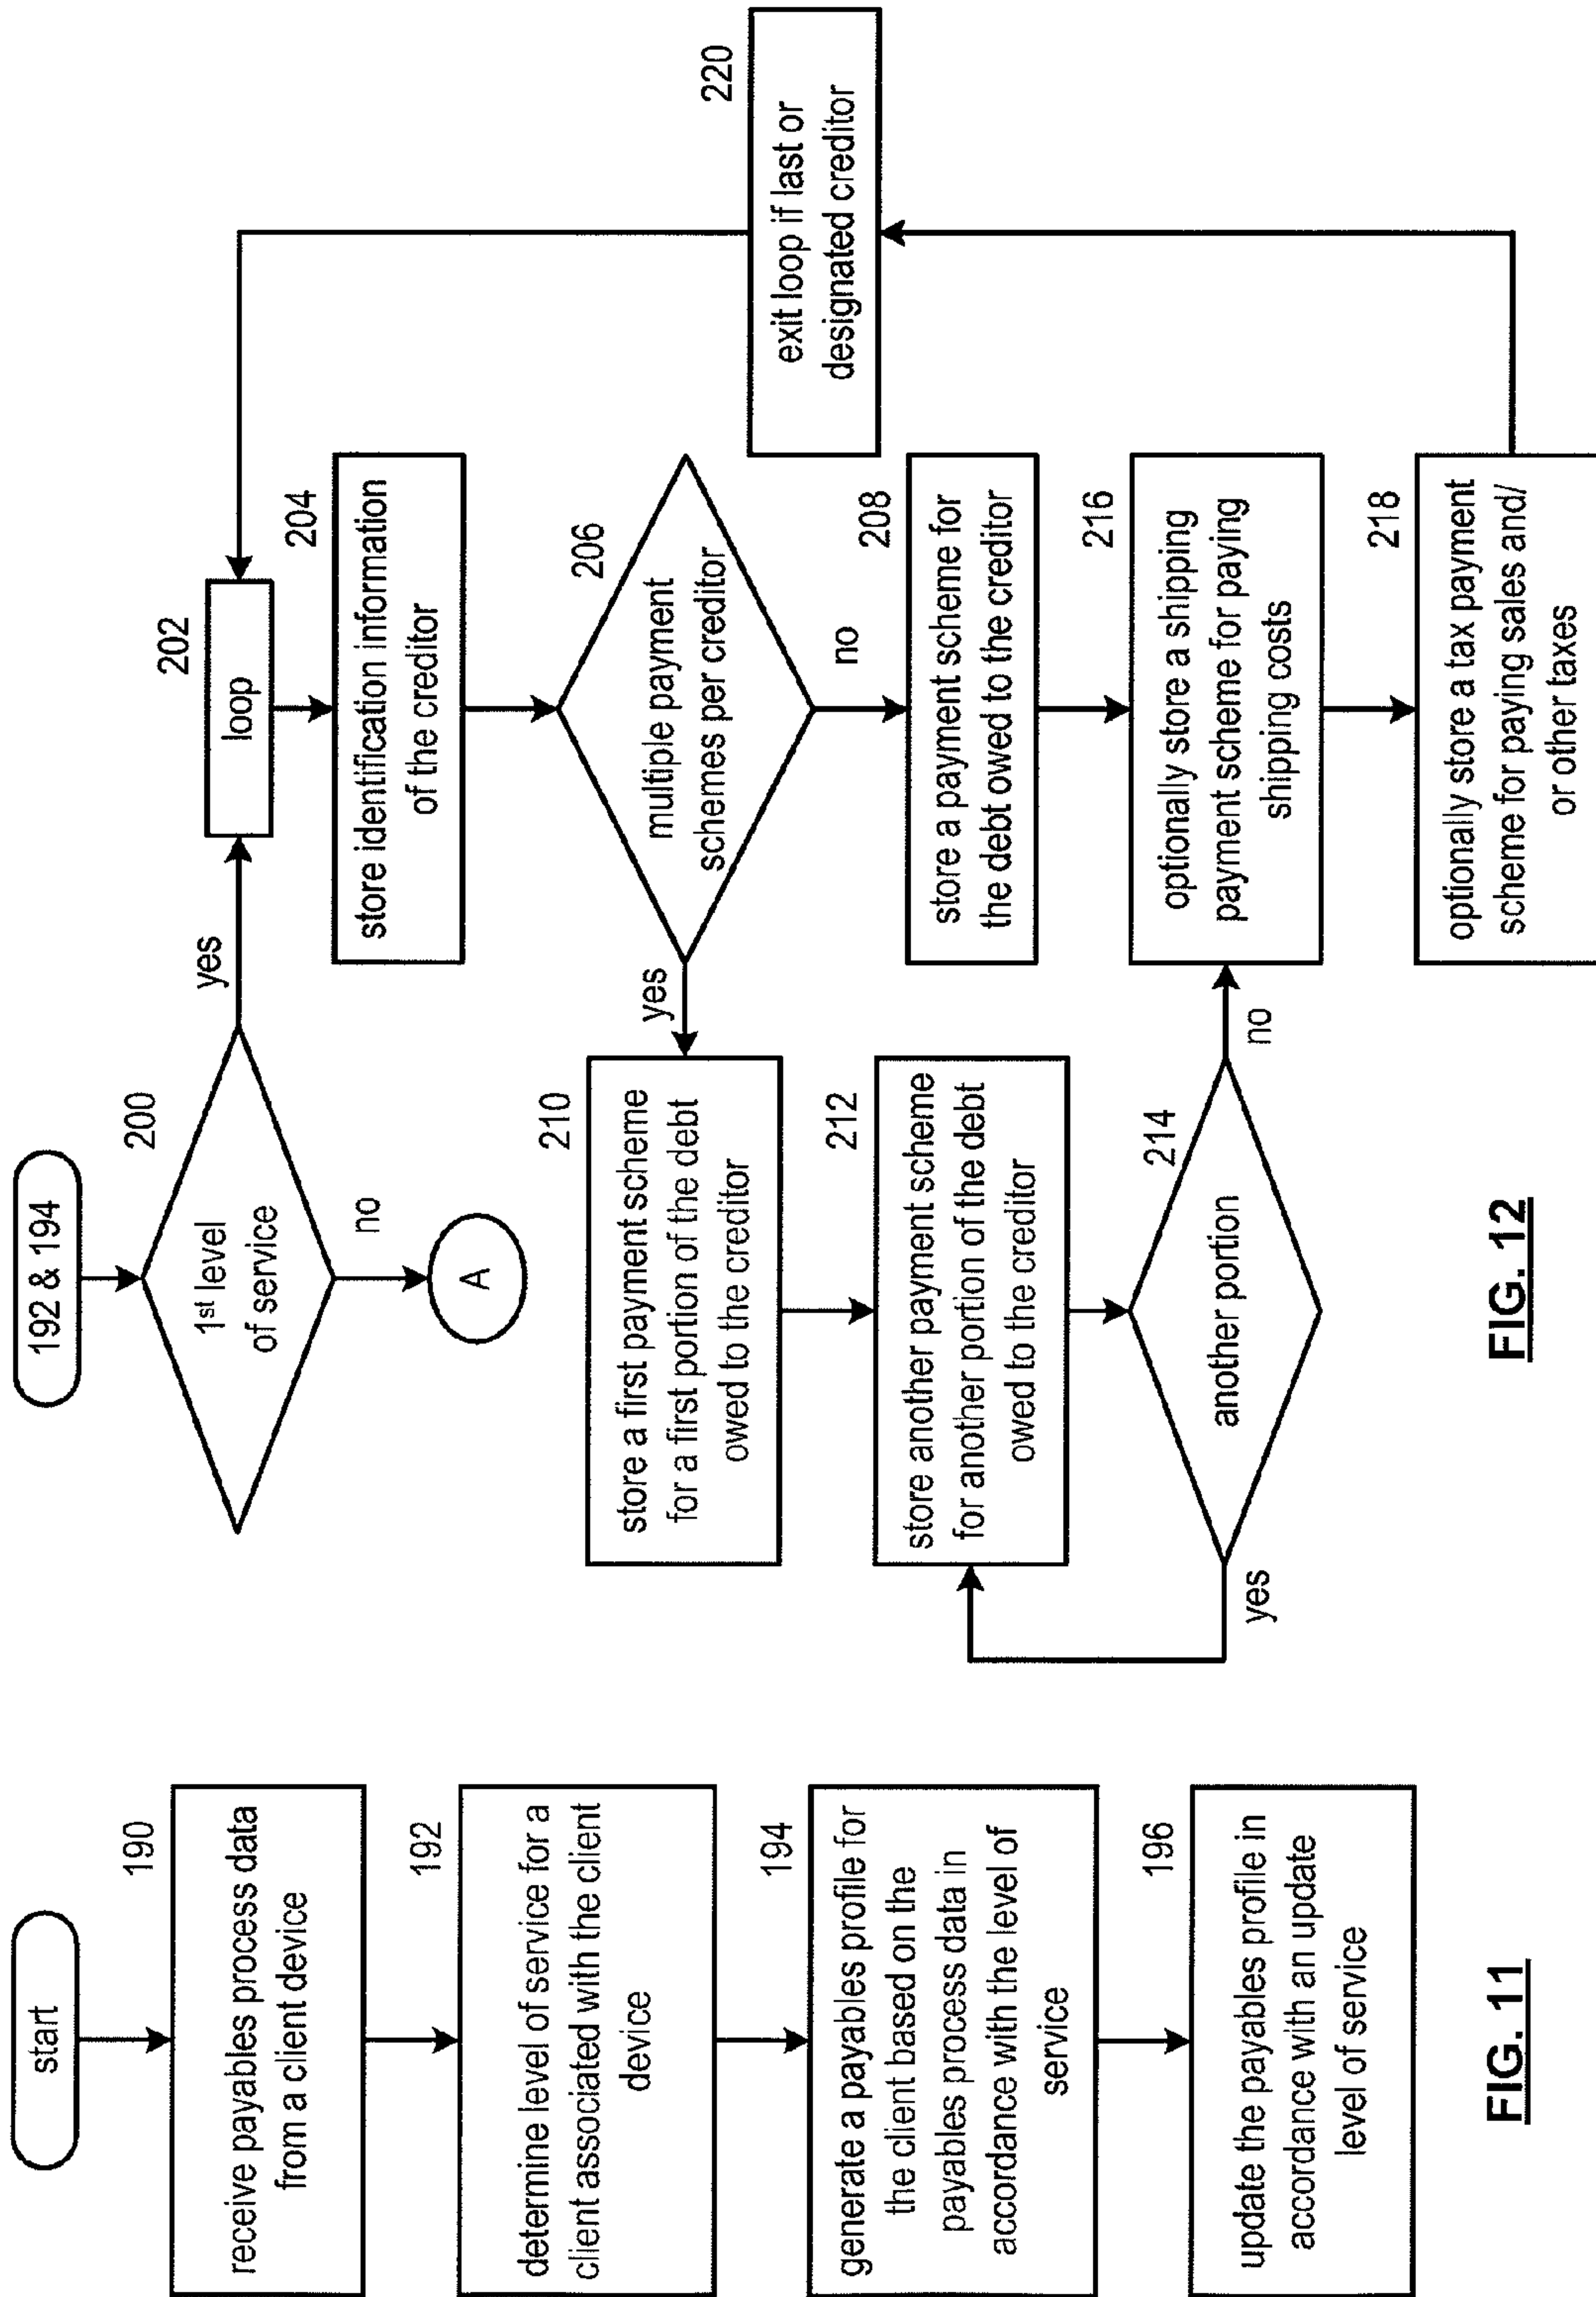 start
190
receive payables process data
from a client device
192
determine level of service for a
client associated with the client
device
194
generate a payables profile for
the client based on the
payables process data in
accordance with the level of
service
196
update the payables profile in
accordance with an update
level of service
FIG. 11
192 & 194
200
1st level
of service
yes
no
A
202
loop
204
store identification information
of the creditor
206
multiple payment
schemes per creditor
yes
no
208
store a payment scheme for
the debt owed to the creditor
210
store a first payment scheme
for a first portion of the debt
owed to the creditor
212
store another payment scheme
for another portion of the debt
owed to the creditor
214
another portion
yes
no
216
optionally store a shipping
payment scheme for paying
shipping costs
218
optionally store a tax payment
scheme for paying sales and/
or other taxes
220
exit loop if last or
designated creditor
FIG. 12